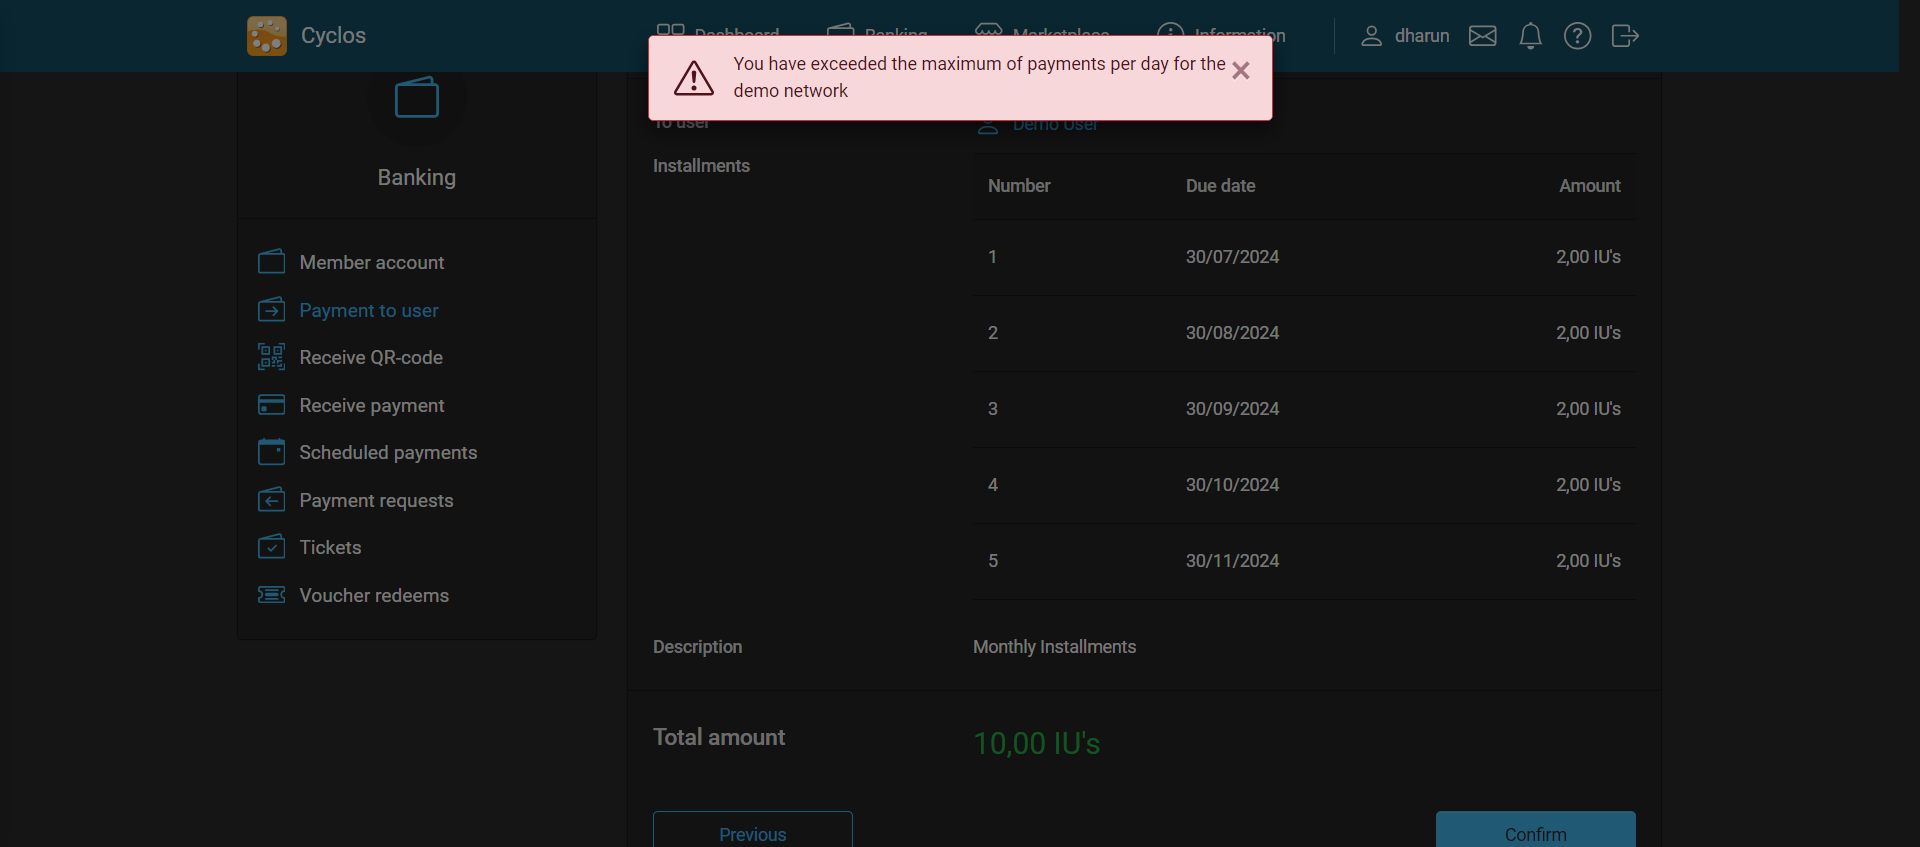 Cyclos
Dashboard
Banking
Marketplace
Information
dharun
You have exceeded the maximum of payments per day for the
demo network
Banking
Member account
Payment to user
Receive QR-code
Receive payment
Scheduled payments
Payment requests
Tickets
Voucher redeems
To user Demo User
Installments
Number Due date Amount
1 30/07/2024 2,00 IU's
2 30/08/2024 2,00 IU's
3 30/09/2024 2,00 IU's
4 30/10/2024 2,00 IU's
5 30/11/2024 2,00 IU's
Description Monthly Installments
Total amount 10,00 IU's
Previous Confirm